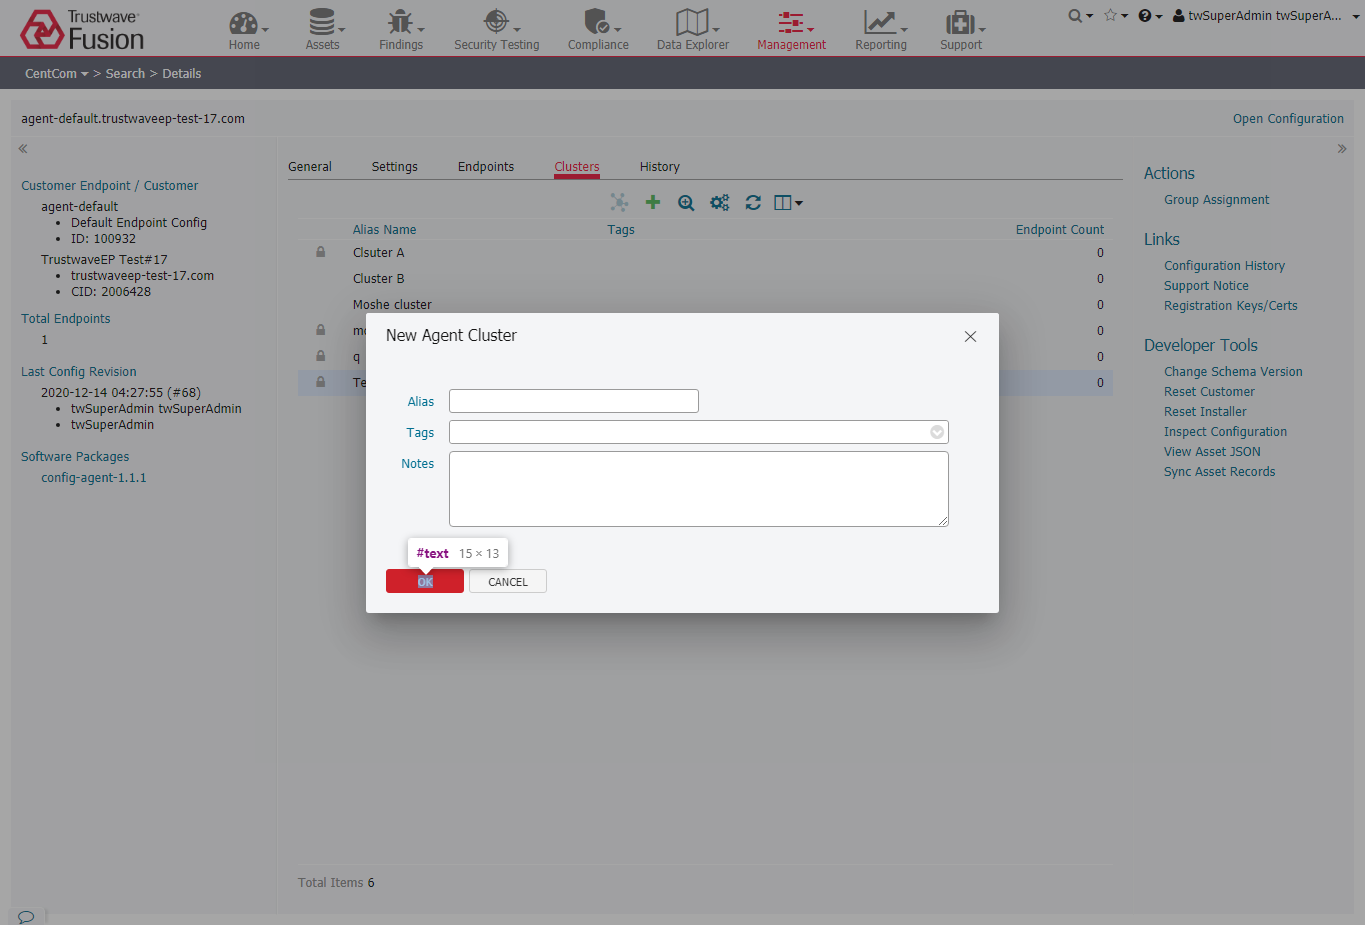 Trustwave®
Fusion
Home
Assets
Findings
Security Testing
Compliance
Data Explorer
Management
Reporting
Support
twSuperAdmin twSuperA...
CentCom > Search > Details
agent-default.trustwaveep-test-17.com
Open Configuration
Customer Endpoint / Customer
agent-default
• Default Endpoint Config
• ID: 100932
TrustwaveEP Test#17
• trustwaveep-test-17.com
• CID: 2006428
Total Endpoints
1
Last Config Revision
2020-12-14 04:27:55 (#68)
• twSuperAdmin twSuperAdmin
• twSuperAdmin
Software Packages
config-agent-1.1.1
General Settings Endpoints Clusters History
Alias Name Tags Endpoint Count
Clsuter A 0
Cluster B 0
Moshe cluster 0
0
q 0
Te 0
New Agent Cluster
Alias
Tags
Notes
#text 15 × 13
OK
CANCEL
Total Items 6
Actions
Group Assignment
Links
Configuration History
Support Notice
Registration Keys/Certs
Developer Tools
Change Schema Version
Reset Customer
Reset Installer
Inspect Configuration
View Asset JSON
Sync Asset Records